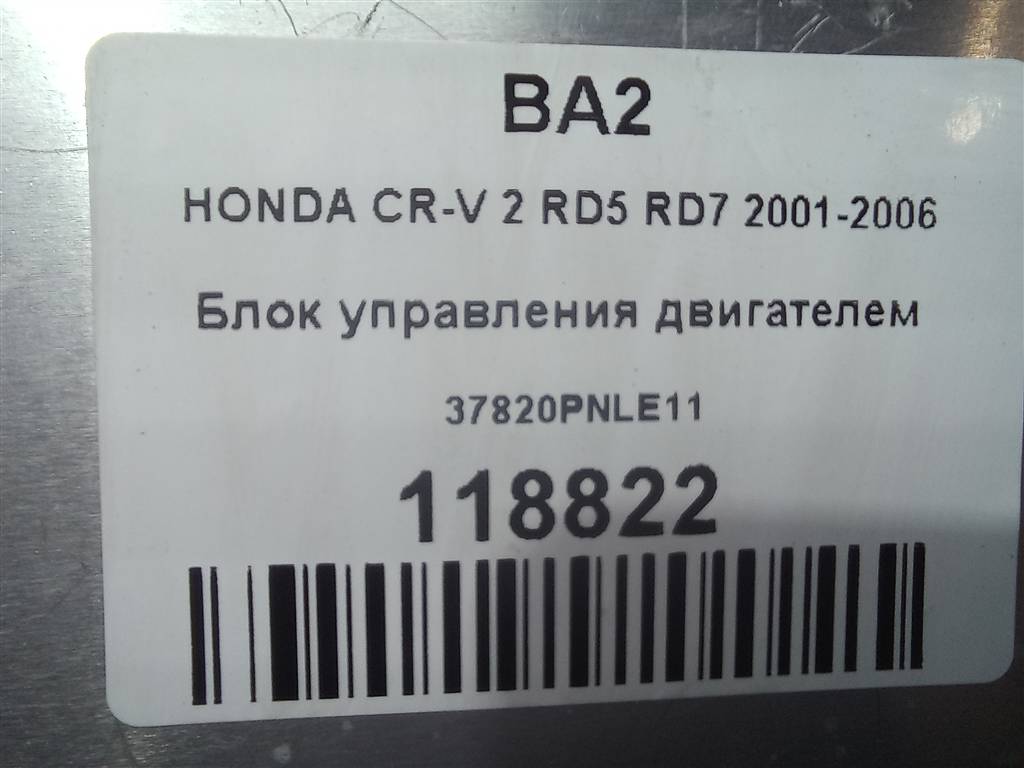 BA2
HONDA CR-V 2 RD5 RD7 2001-2006
Блок управления двигателем
37820PNLE11
118822